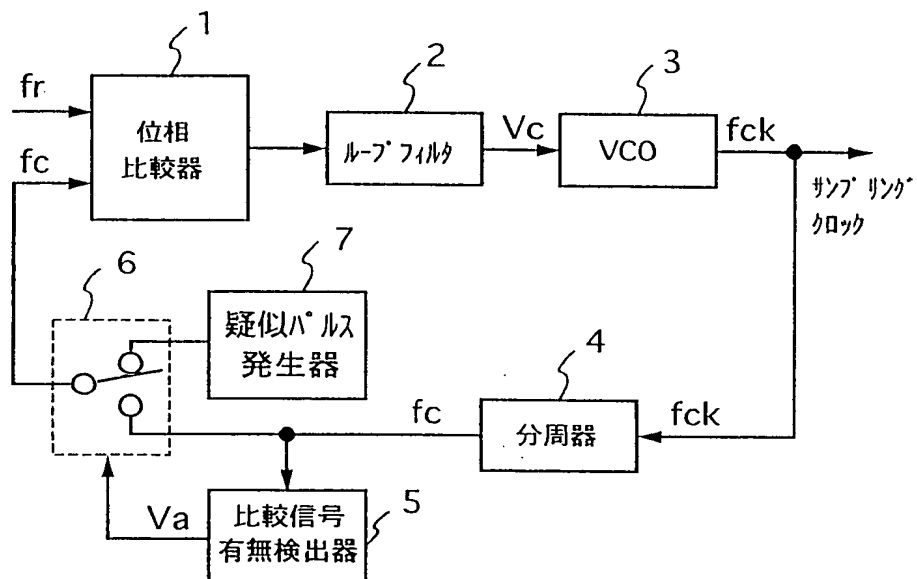 1
fr
fc
位相
比較器
2
ループフィルタ
Vc
3
VCO
fck
サンプリング
クロック
6
7
疑似パルス
発生器
4
分周器
fc
fck
5
比較信号
有無検出器
Va